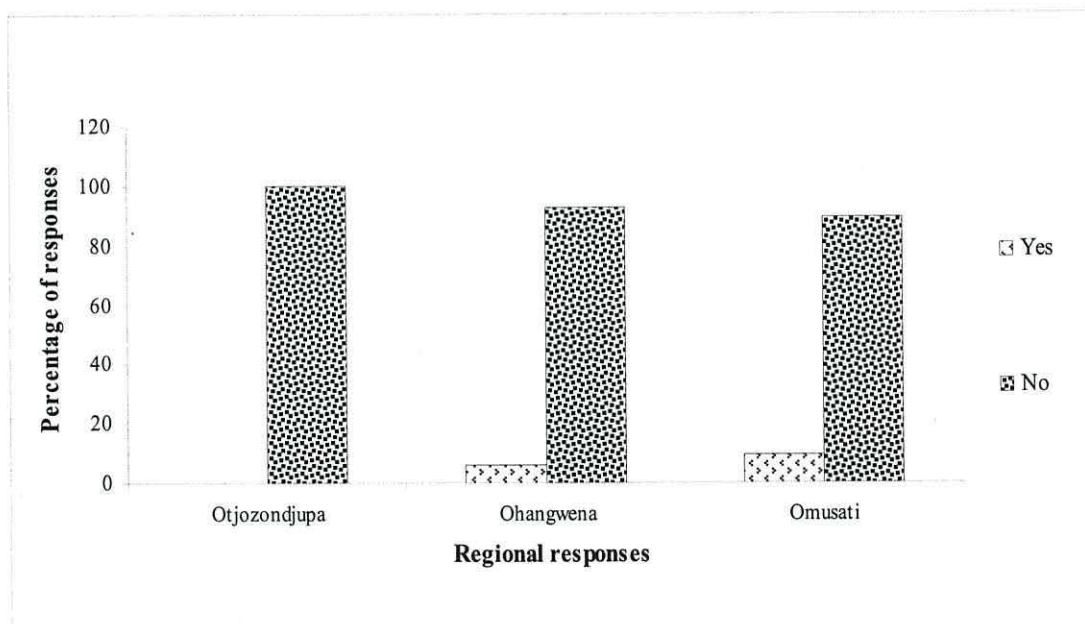 Percentage of responses
120
100
80
60
40
20
0
Otjozondjupa Ohangwena Omusati
Regional responses
Yes
No